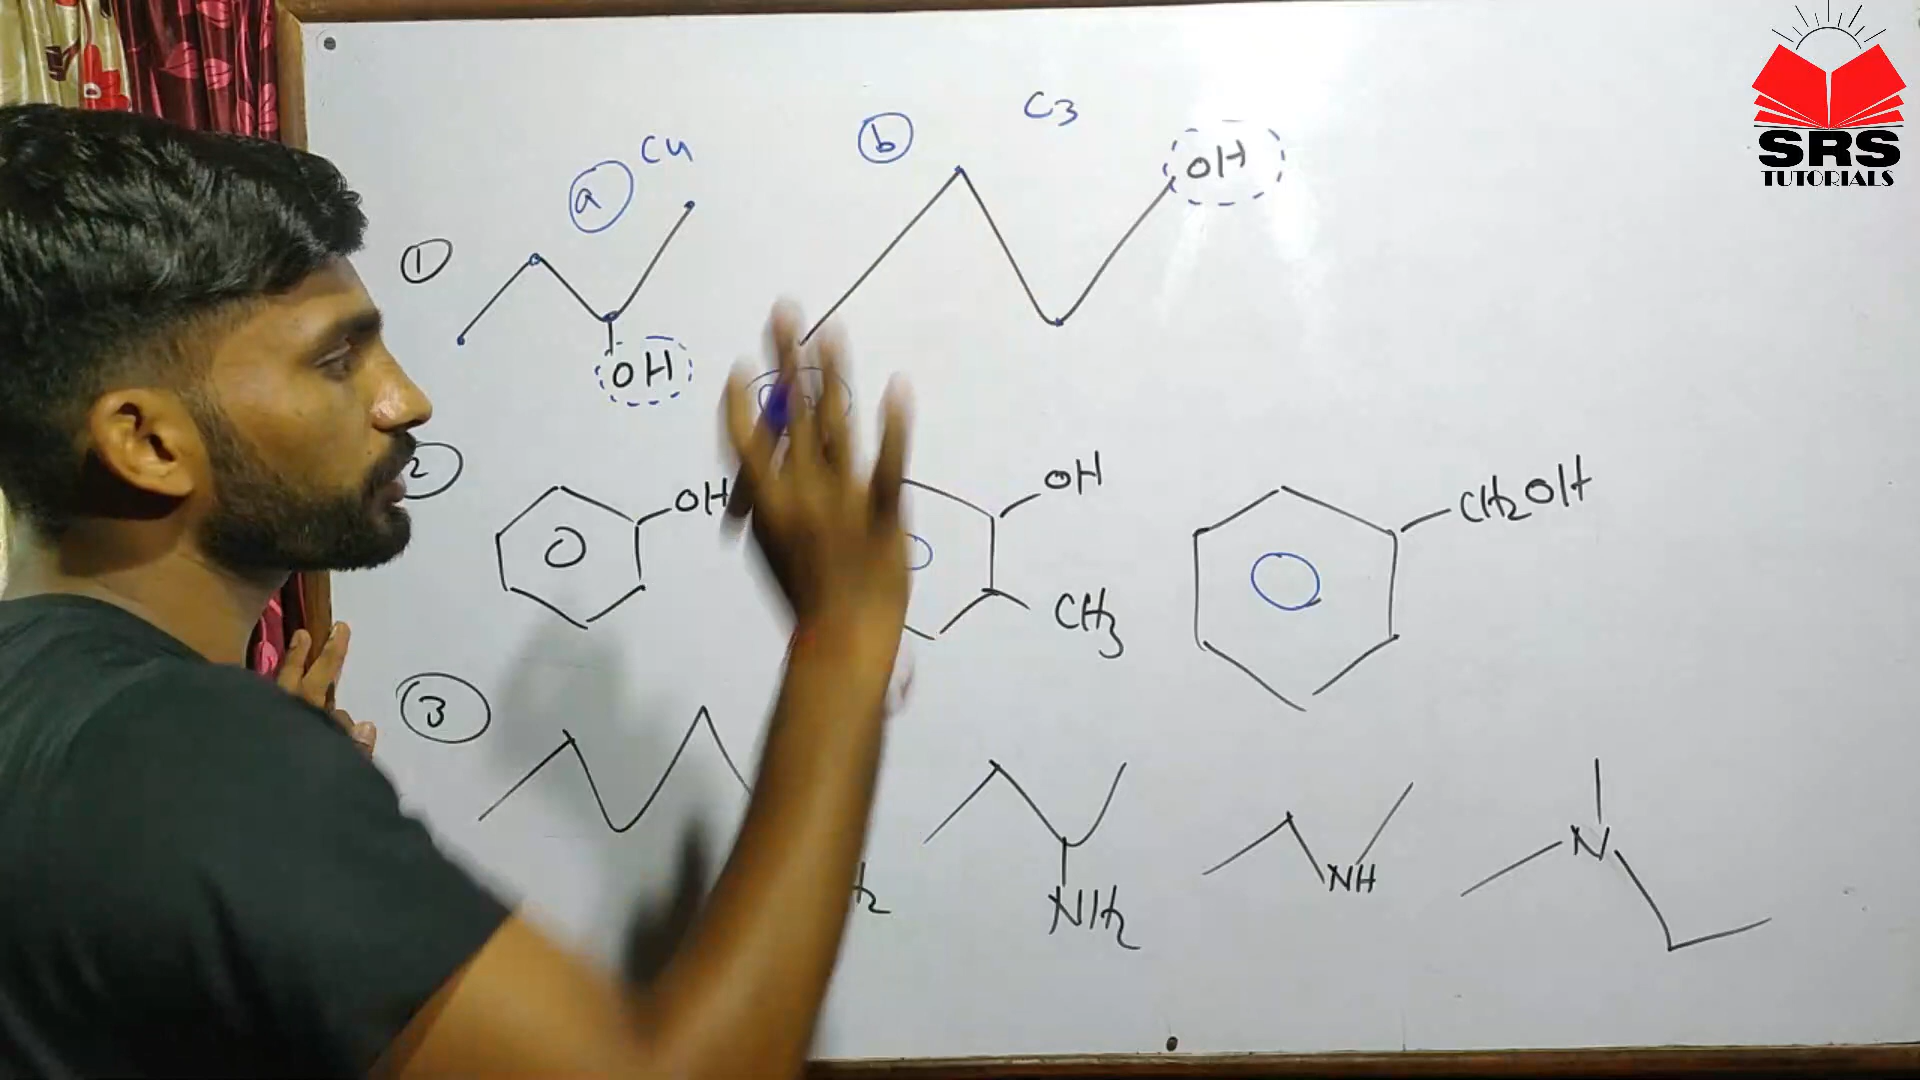 SRS
TUTORIALS
a C4
b C3
1
OH
OH
2
OH
OH
CH3
CH2OH
3
NH2
NH
N